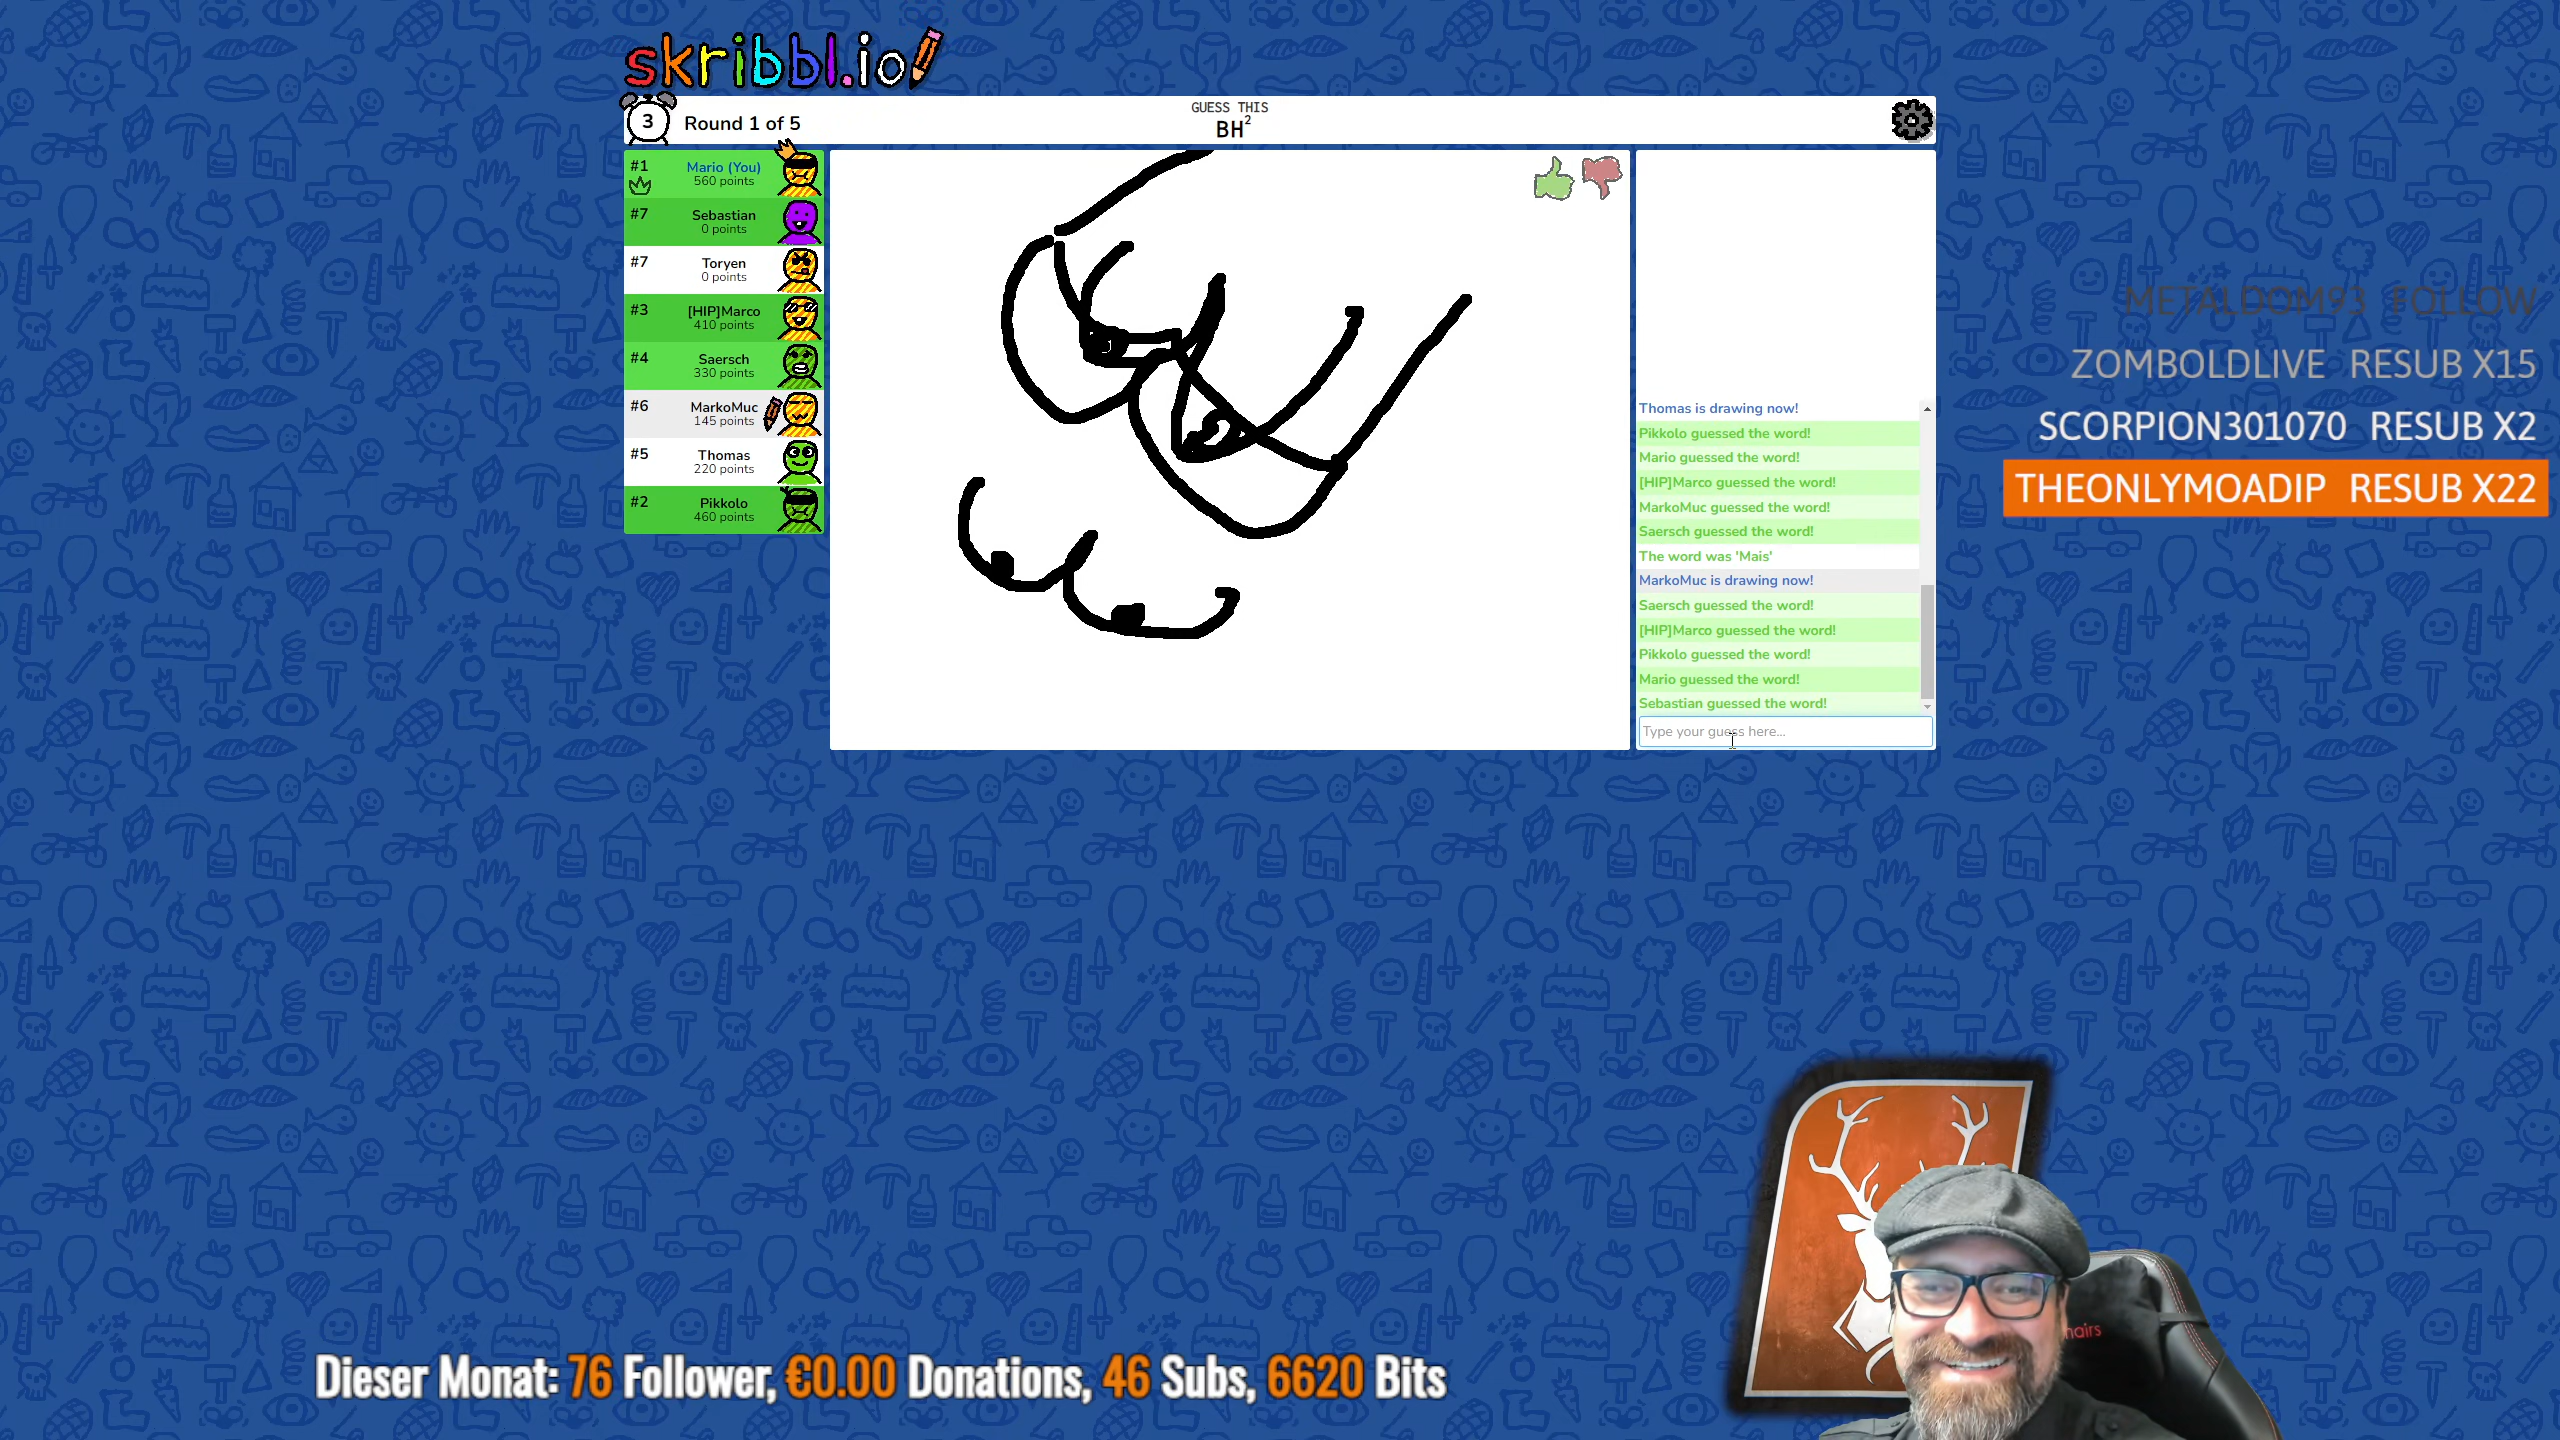 skribbl.io
3
Round 1 of 5
GUESS THIS
BH²
#1
Mario (You)
560 points
#7
Sebastian
0 points
#7
Toryen
0 points
#3
[HIP]Marco
410 points
#4
Saersch
330 points
#6
MarkoMuc
145 points
#5
Thomas
220 points
#2
Pikkolo
460 points
Thomas is drawing now!
Pikkolo guessed the word!
Mario guessed the word!
[HIP]Marco guessed the word!
MarkoMuc guessed the word!
Saersch guessed the word!
The word was 'Mais'
MarkoMuc is drawing now!
Saersch guessed the word!
[HIP]Marco guessed the word!
Pikkolo guessed the word!
Mario guessed the word!
Sebastian guessed the word!
Type your guess here...
METALDOM93 FOLLOW
ZOMBOLDLIVE RESUB X15
SCORPION301070 RESUB X2
THEONLYMOADIP RESUB X22
hairs
Dieser Monat: 76 Follower, €0.00 Donations, 46 Subs, 6620 Bits